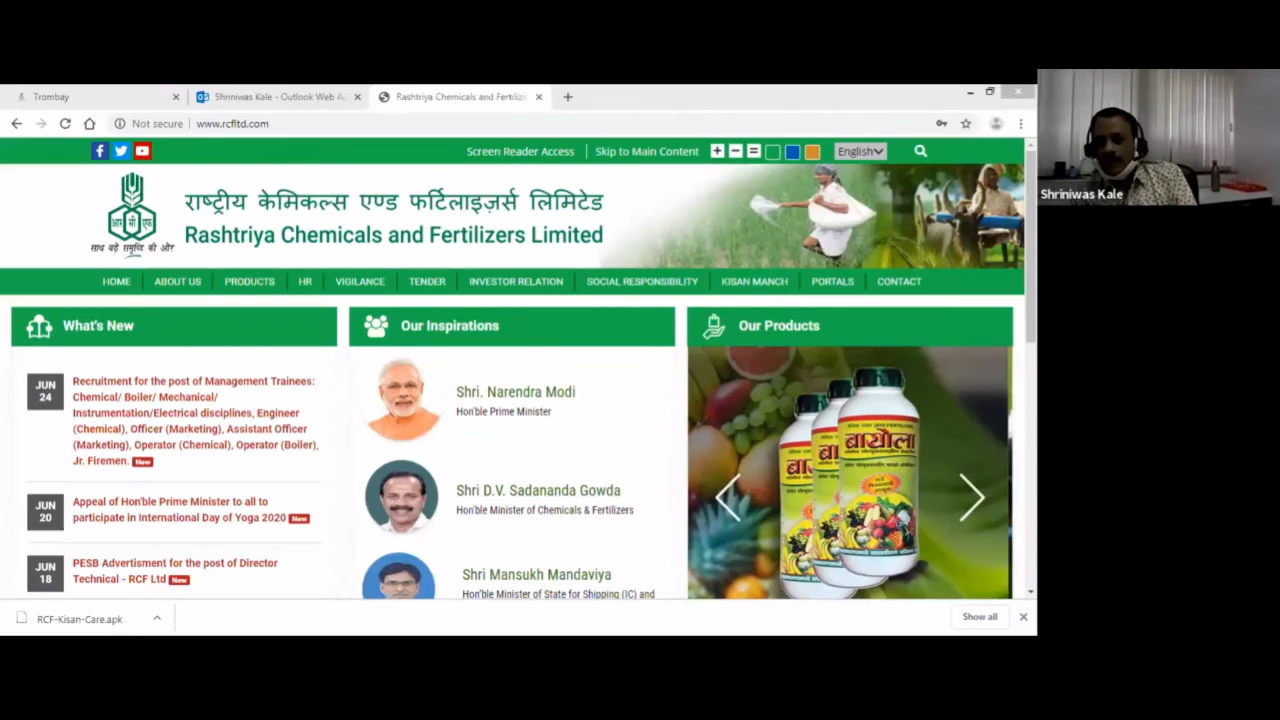 Trombay
Shriniwas Kale - Outlook Web A
Rashtriya Chemicals and Fertilize
Not secure
www.rcfltd.com
Screen Reader Access
Skip to Main Content
English
आर सी एफ
साथ बढ़े समृध्दि की ओर
राष्ट्रीय केमिकल्स एण्ड फर्टिलाइज़र्स लिमिटेड
Rashtriya Chemicals and Fertilizers Limited
HOME
ABOUT US
PRODUCTS
HR
VIGILANCE
TENDER
INVESTOR RELATION
SOCIAL RESPONSIBILITY
KISAN MANCH
PORTALS
CONTACT
What's New
JUN
24
Recruitment for the post of Management Trainees:
Chemical/ Boiler/ Mechanical/
Instrumentation/Electrical disciplines, Engineer
(Chemical), Officer (Marketing), Assistant Officer
(Marketing), Operator (Chemical), Operator (Boiler),
Jr. Firemen. New
JUN
20
Appeal of Hon'ble Prime Minister to all to
participate in International Day of Yoga 2020 New
JUN
18
PESB Advertisment for the post of Director
Technical - RCF Ltd New
Our Inspirations
Shri. Narendra Modi
Hon'ble Prime Minister
Shri D.V. Sadananda Gowda
Hon'ble Minister of Chemicals & Fertilizers
Shri Mansukh Mandaviya
Hon'ble Minister of State for Shipping (IC) and
Our Products
बायोला
RCF-Kisan-Care.apk
Show all
Shriniwas Kale